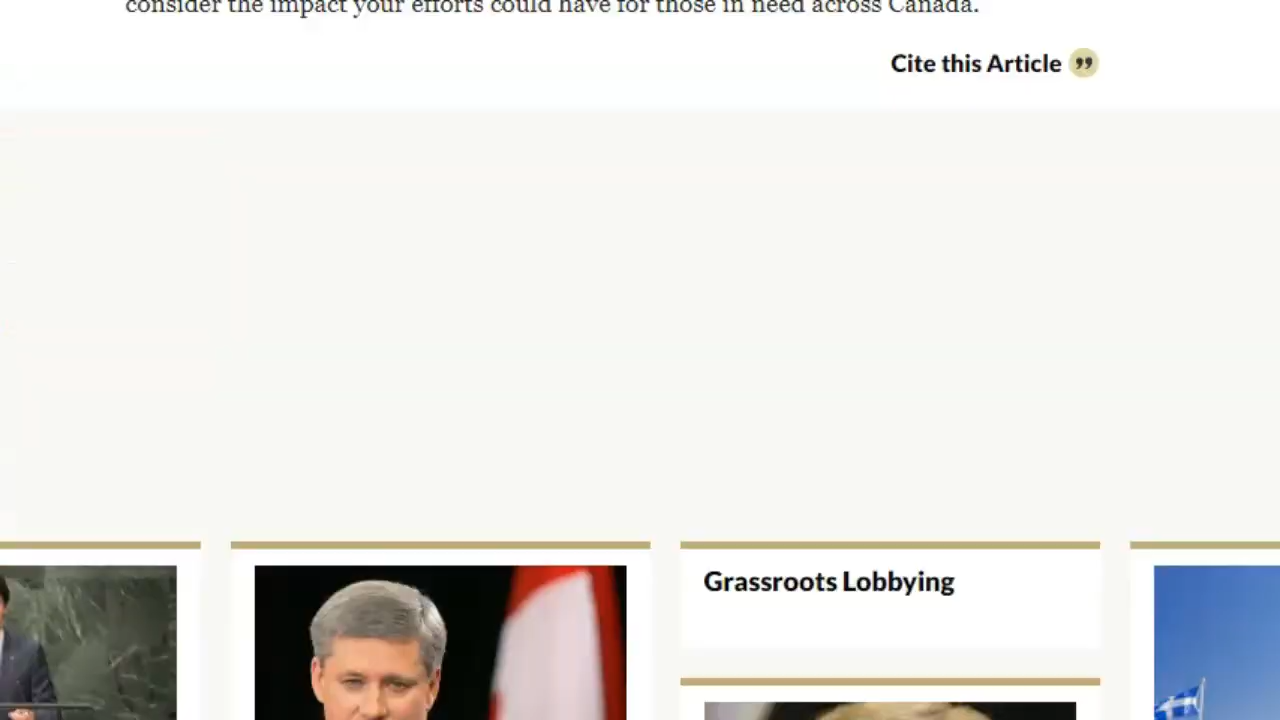 consider the impact your efforts could have for those in need across Canada.
Cite this Article
Grassroots Lobbying